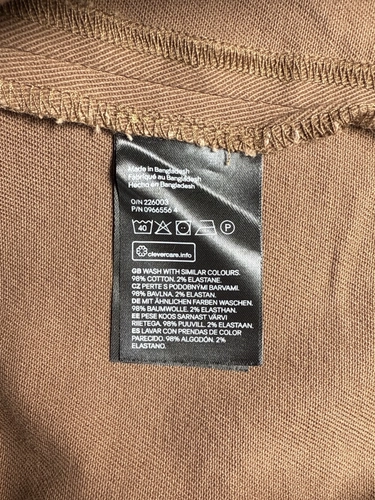 Made in Bangladesh
Fabriqué au Bangladesh
Hecho en Bangladesh
O/N 226003
P/N 0966556 4
40 P
clevercare.info
GB WASH WITH SIMILAR COLOURS.
98% COTTON, 2% ELASTANE.
CZ PERTE S PODOBNÝMI BARVAMI.
98% BAVLNA, 2% ELASTAN.
DE MIT ÄHNLICHEN FARBEN WASCHEN.
98% BAUMWOLLE, 2% ELASTHAN.
EE PESE KOOS SARNAST VÄRVI
RIIETEGA. 98% PUUVILL, 2% ELASTAAN.
ES LAVAR CON PRENDAS DE COLOR
PARECIDO. 98% ALGODÓN, 2%
ELASTANO.